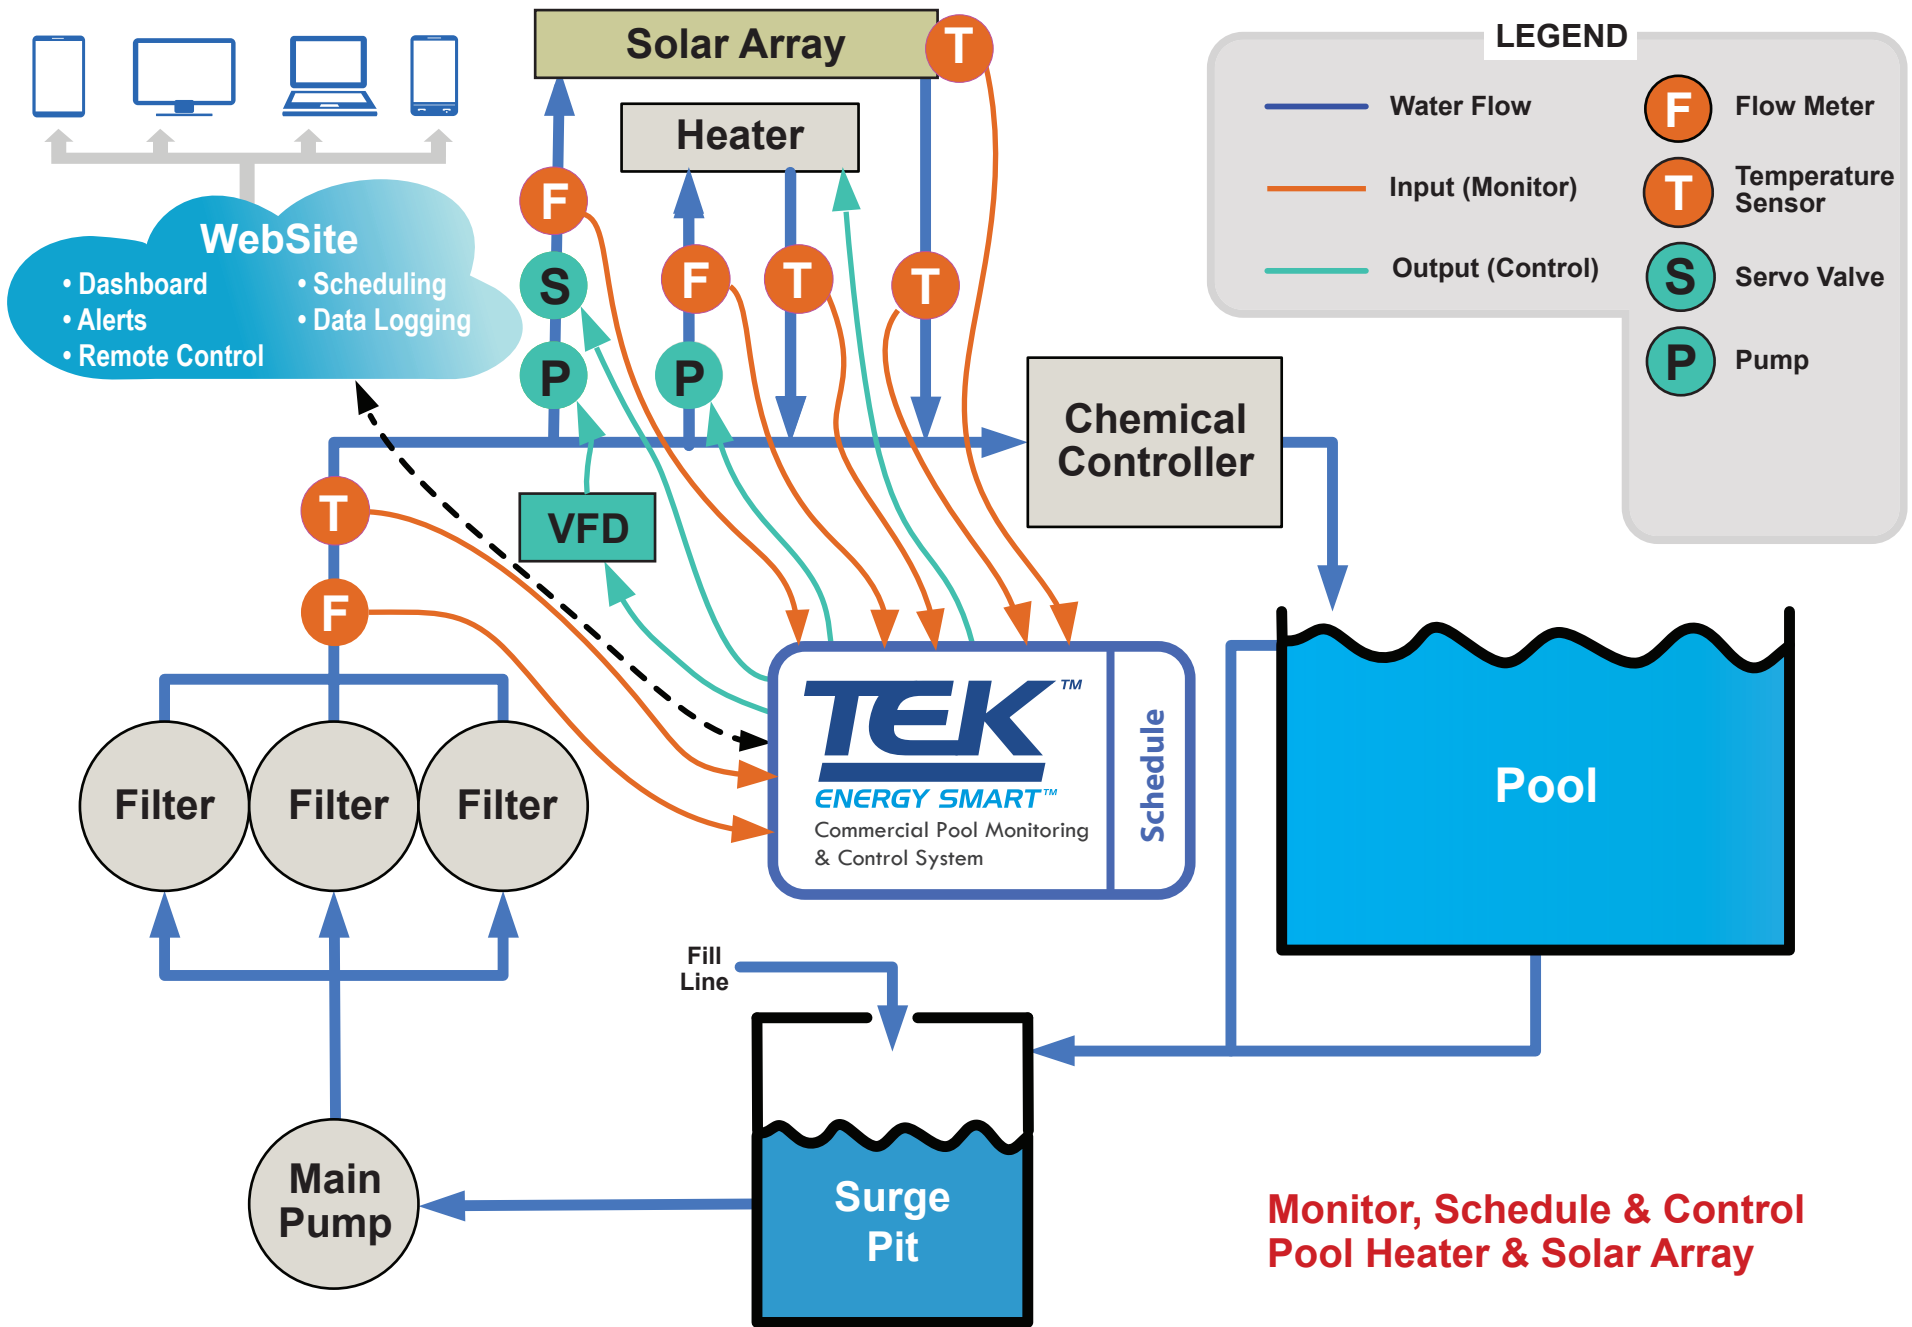 Solar Array
T
LEGEND
Heater
Water Flow
F
Flow Meter
Input (Monitor)
T
Temperature
Sensor
Output (Control)
S
Servo Valve
P
Pump
WebSite
• Dashboard
• Alerts
• Remote Control
• Scheduling
• Data Logging
F
S
P
F
P
T
T
Chemical
Controller
T
VFD
F
TEK™
ENERGY SMART™
Commercial Pool Monitoring
& Control System
Schedule
Pool
Filter
Filter
Filter
Fill
Line
Main
Pump
Surge
Pit
Monitor, Schedule & Control
Pool Heater & Solar Array